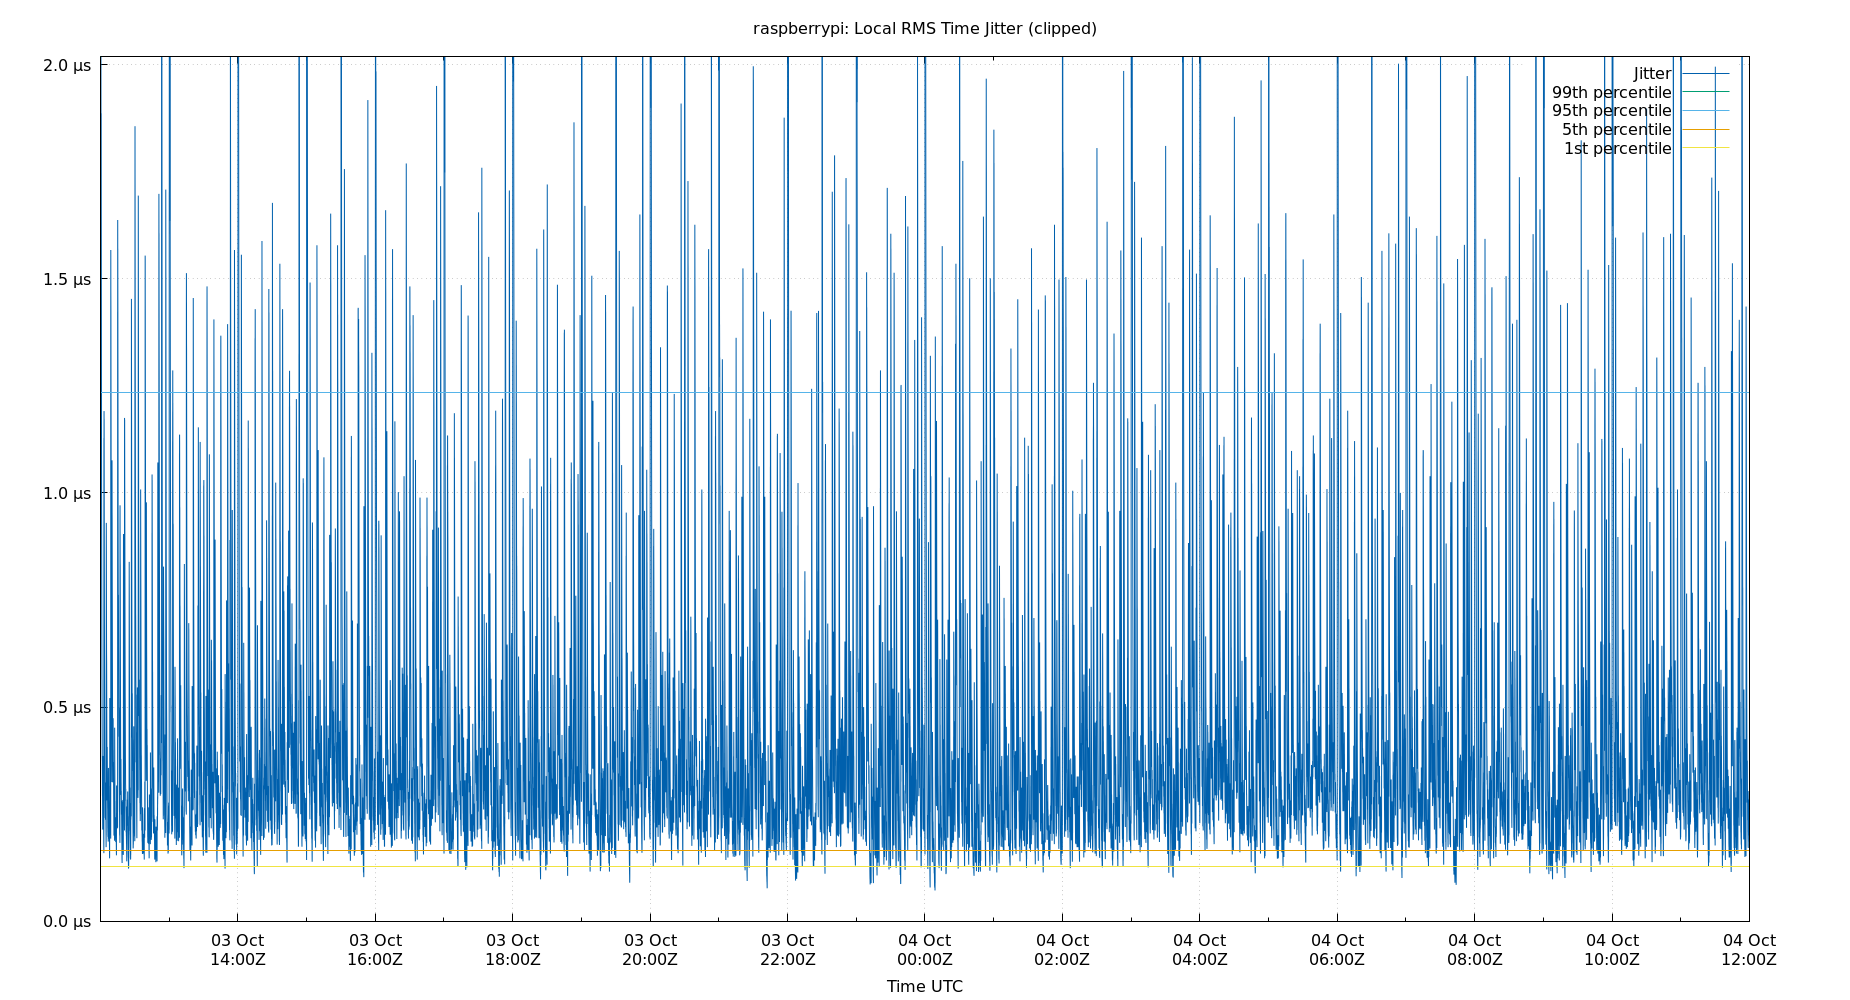 raspberrypi: Local RMS Time Jitter (clipped)
2.0 µs
1.5 µs
1.0 µs
0.5 µs
0.0 µs
Jitter
99th percentile
95th percentile
5th percentile
1st percentile
03 Oct
14:00Z
03 Oct
16:00Z
03 Oct
18:00Z
03 Oct
20:00Z
03 Oct
22:00Z
04 Oct
00:00Z
04 Oct
02:00Z
04 Oct
04:00Z
04 Oct
06:00Z
04 Oct
08:00Z
04 Oct
10:00Z
04 Oct
12:00Z
Time UTC